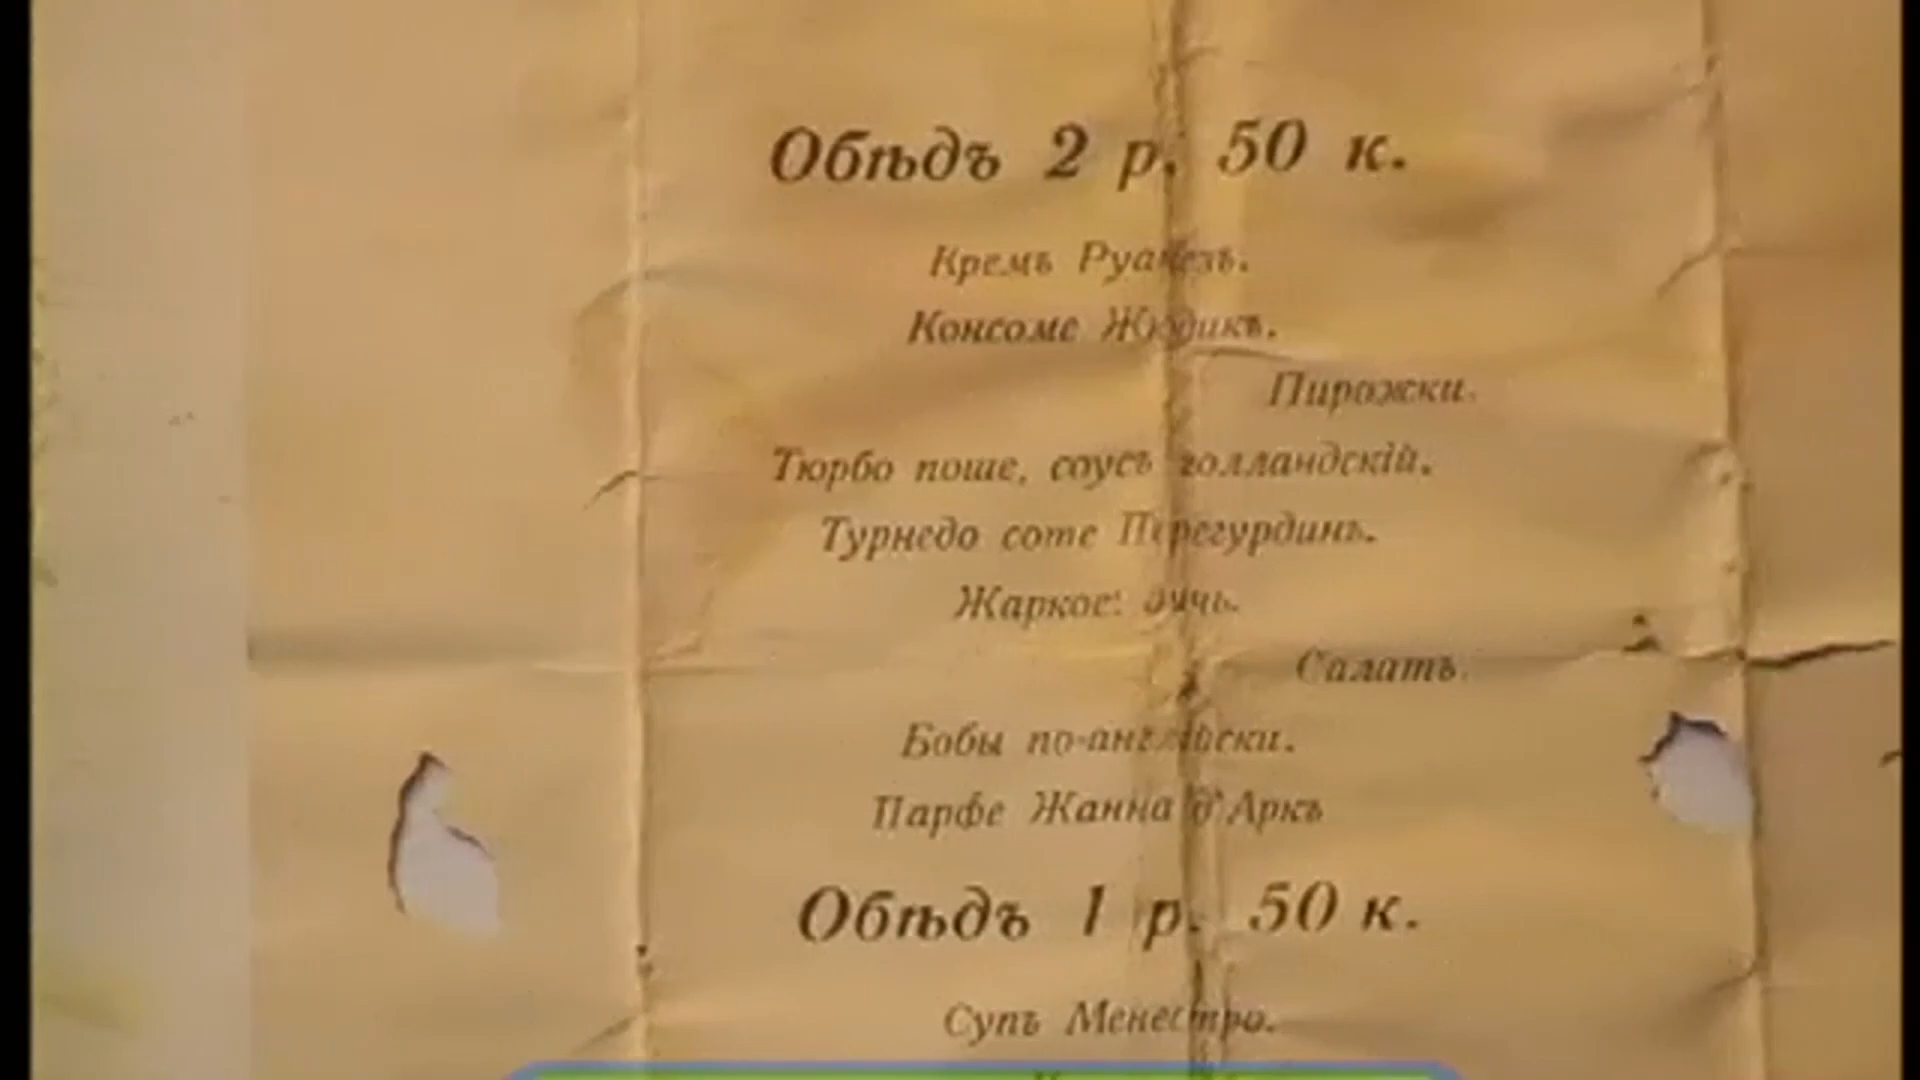 Обѣдъ 2 р. 50 к.
Кремъ Руанезъ.
Консоме Жюдикъ.
Пирожки.
Тюрбо поше, соусъ голландскій.
Турнедо соте Перегурдинъ.
Жаркое: дичь.
Салатъ.
Бобы по-англійски.
Парфе Жанна д'Аркъ
Обѣдъ 1 р. 50 к.
Супъ Менестро.